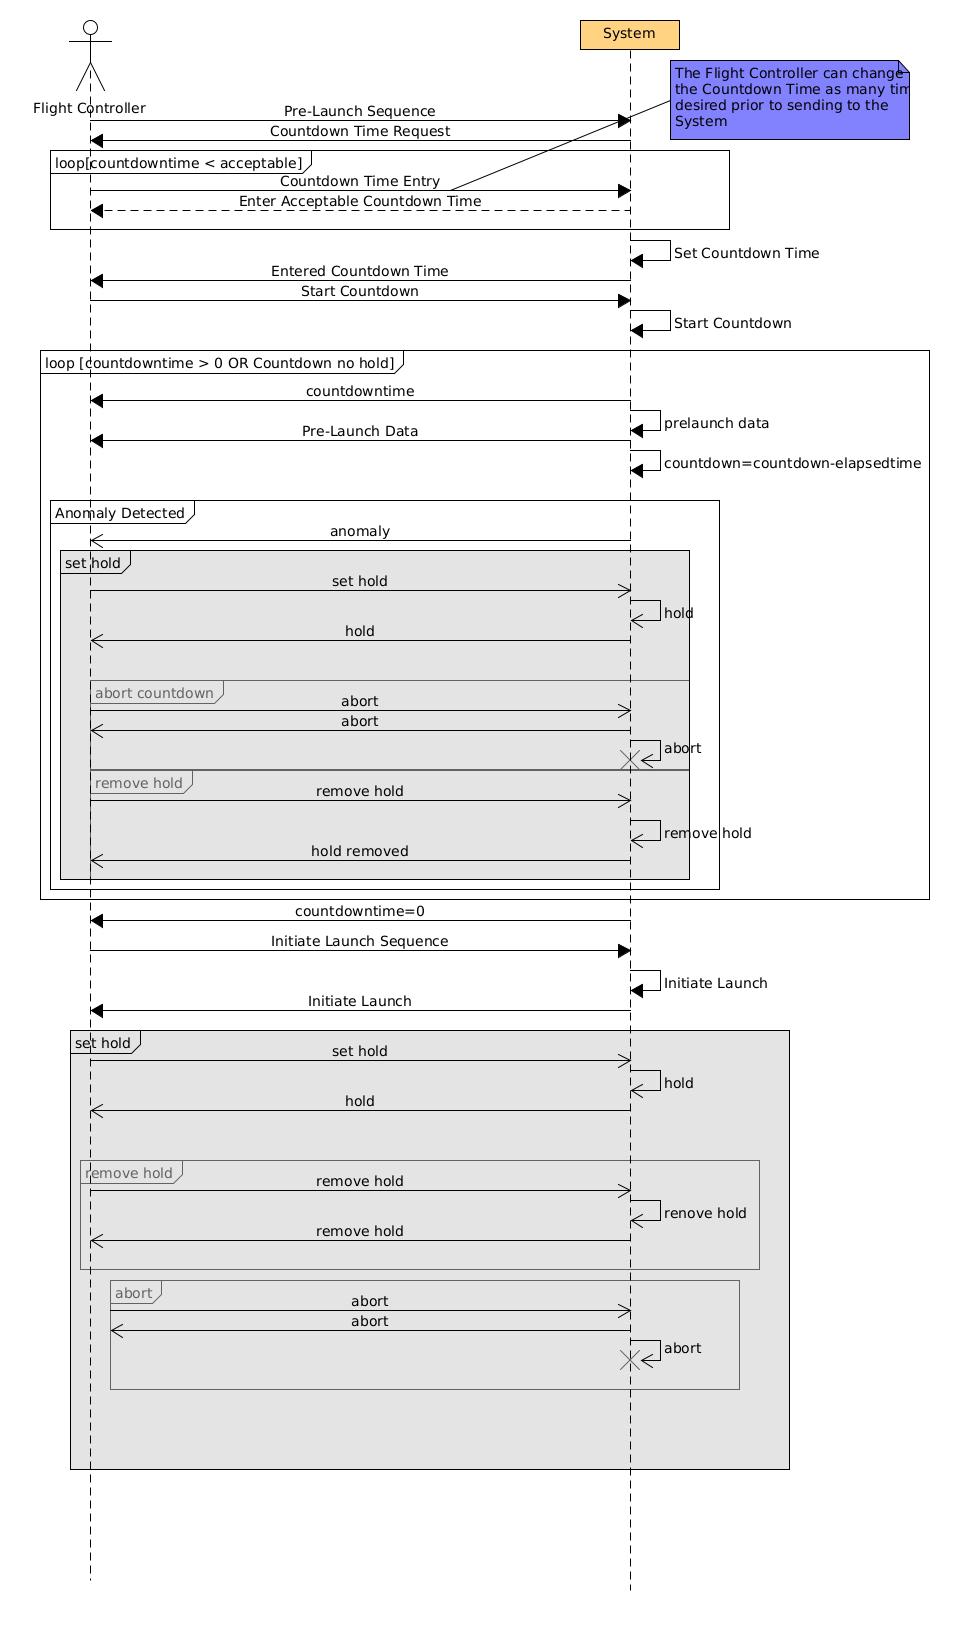 System
The Flight Controller can change
the Countdown Time as many tim
desired prior to sending to the
System
Flight Controller
Pre-Launch Sequence
Countdown Time Request
loop[countdowntime < acceptable]
Countdown Time Entry
Enter Acceptable Countdown Time
Set Countdown Time
Entered Countdown Time
Start Countdown
Start Countdown
loop [countdowntime > 0 OR Countdown no hold]
countdowntime
prelaunch data
Pre-Launch Data
countdown=countdown-elapsedtime
Anomaly Detected
anomaly
set hold
set hold
hold
hold
abort countdown
abort
abort
abort
remove hold
remove hold
remove hold
hold removed
countdowntime=0
Initiate Launch Sequence
Initiate Launch
Initiate Launch
set hold
set hold
hold
hold
remove hold
remove hold
renove hold
remove hold
abort
abort
abort
abort